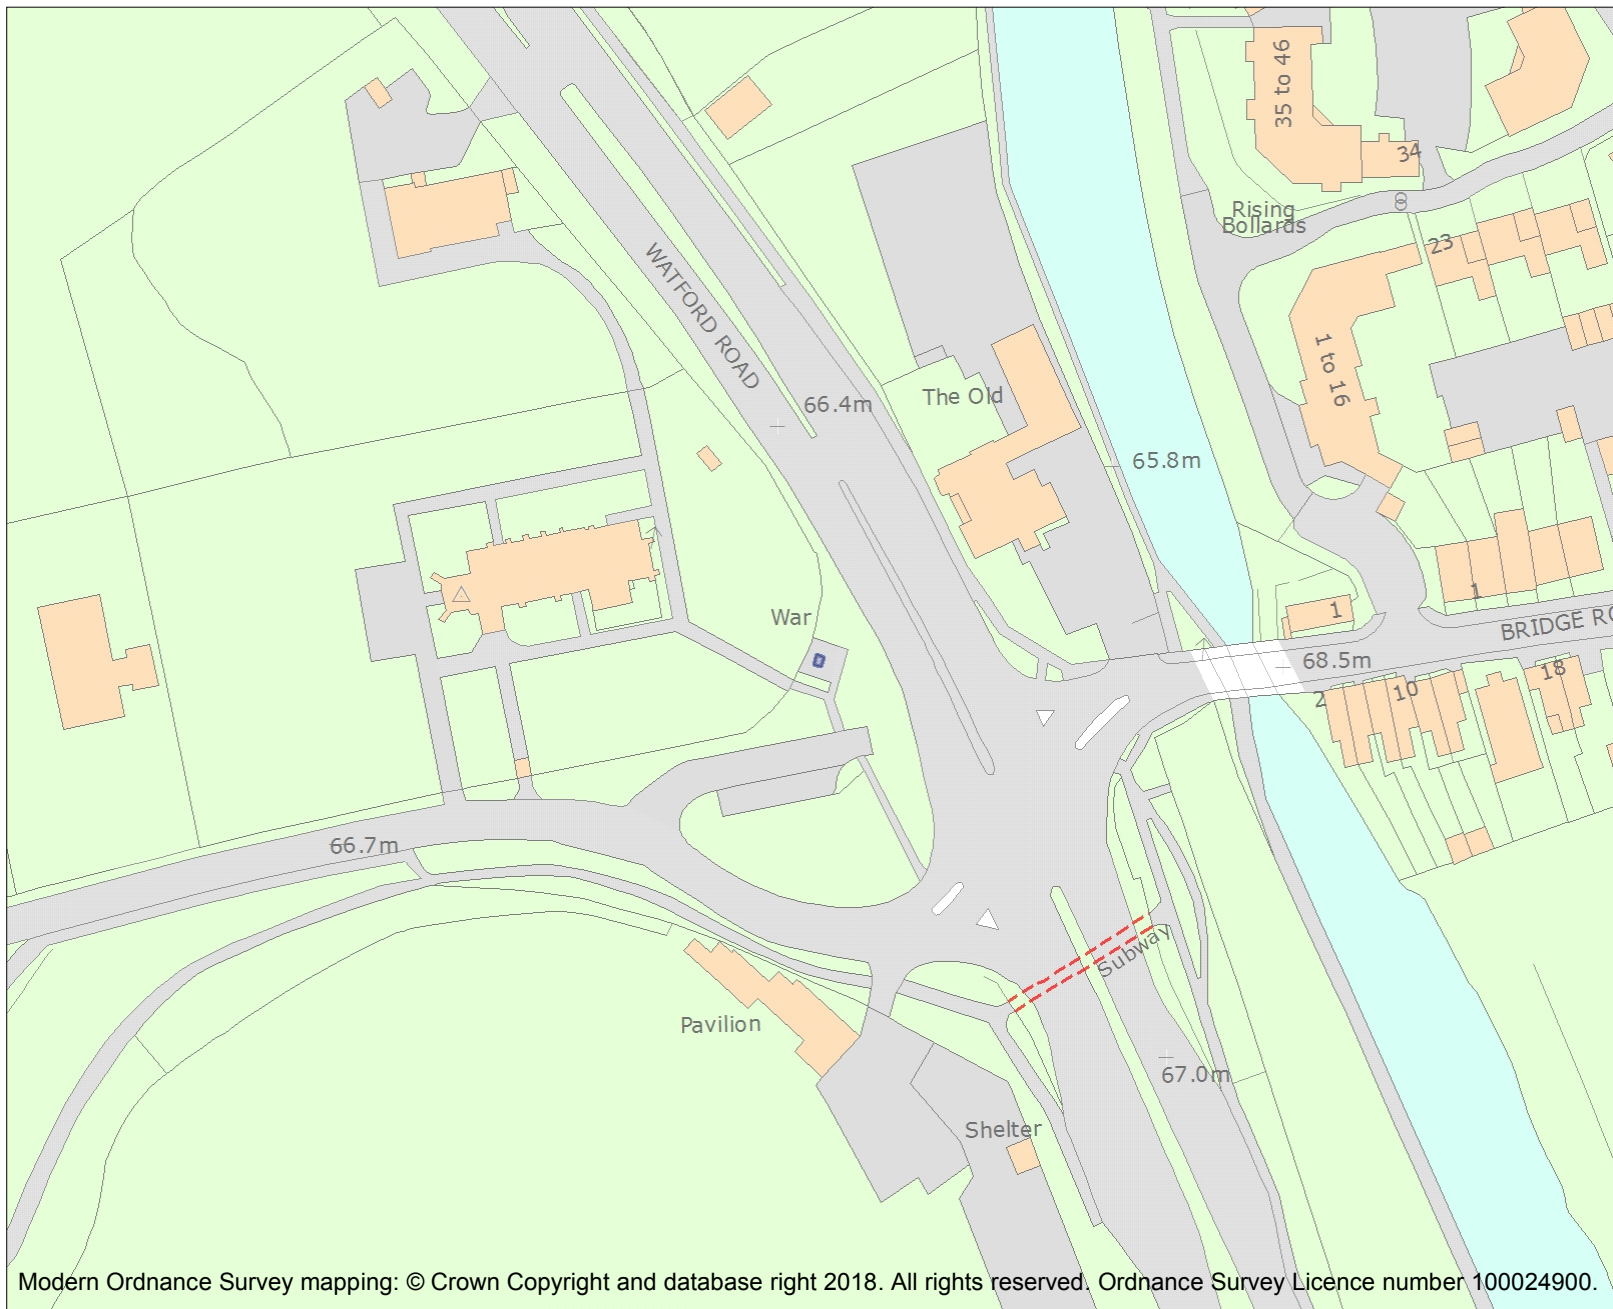 35 to 46
34
Rising
Bollards
23
WATFORD ROAD
1 to 16
66.4m
The Old
65.8m
1
1
War
BRIDGE RO
68.5m
2
10
18
66.7m
Subway
Pavilion
67.0m
Shelter
Modern Ordnance Survey mapping: © Crown Copyright and database right 2018. All rights reserved. Ordnance Survey Licence number 100024900.